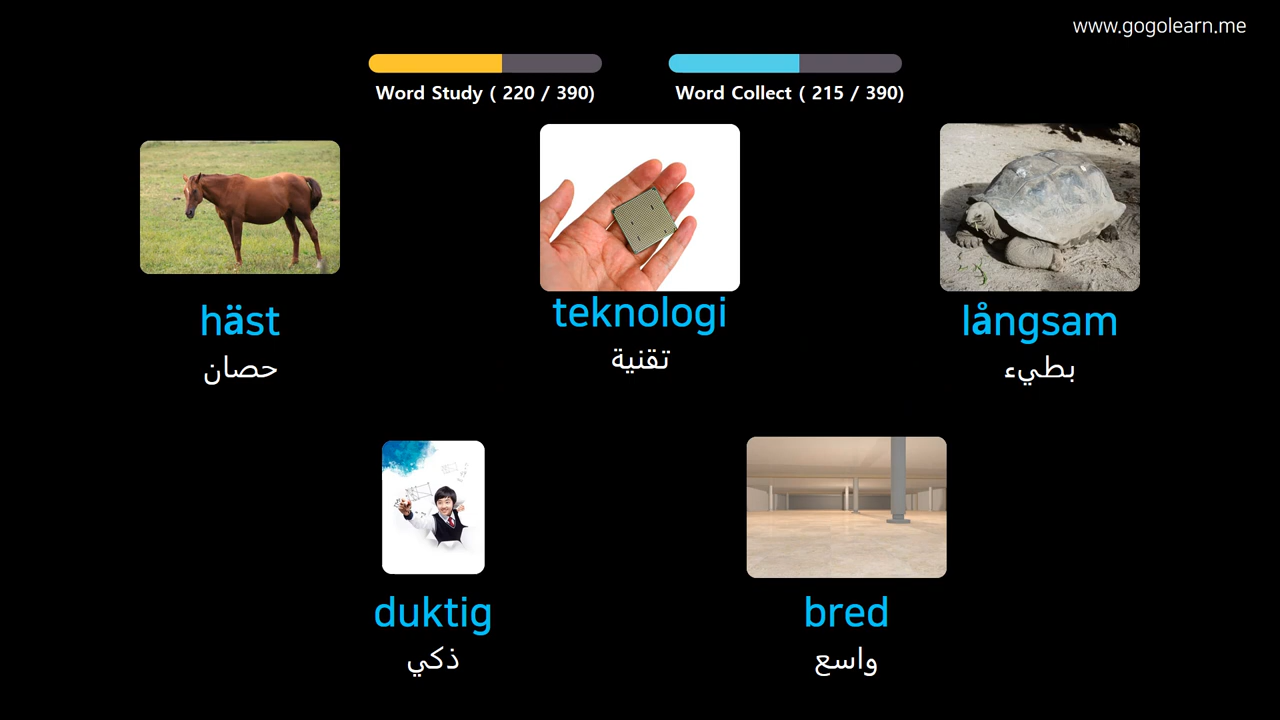 www.gogolearn.me
Word Study ( 220 / 390)
Word Collect ( 215 / 390)
häst
حصان
teknologi
تقنية
långsam
بطيء
duktig
ذكي
bred
واسع